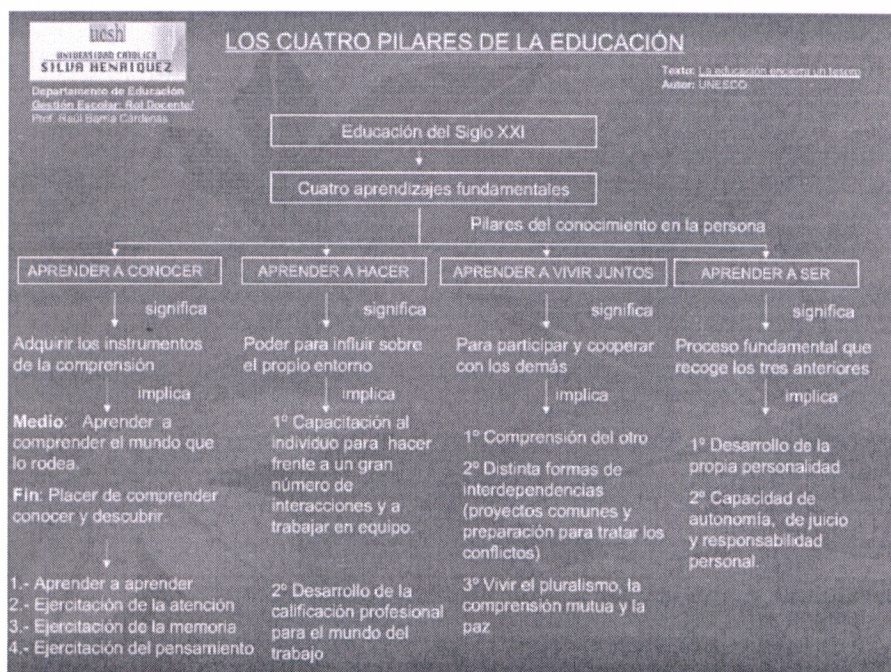 ucsh
UNIVERSIDAD CATOLICA
SILVA HENRIQUEZ
LOS CUATRO PILARES DE LA EDUCACIÓN
Departamento de Educación
Gestión Escolar: Rol Docente/
Prof. Raúl Barría Cárdenas
Texto: La educación encierra un tesoro
Autor: UNESCO
Educación del Siglo XXI
Cuatro aprendizajes fundamentales
Pilares del conocimiento en la persona
APRENDER A CONOCER
significa
Adquirir los instrumentos
de la comprensión
implica
Medio: Aprender a
comprender el mundo que
lo rodea.
Fin: Placer de comprender
conocer y descubrir.
1.- Aprender a aprender
2.- Ejercitación de la atención
3.- Ejercitación de la memoria
4.- Ejercitación del pensamiento
APRENDER A HACER
significa
Poder para influir sobre
el propio entorno
implica
1º Capacitación al
individuo para hacer
frente a un gran
número de
interacciones y a
trabajar en equipo.
2º Desarrollo de la
calificación profesional
para el mundo del
trabajo
APRENDER A VIVIR JUNTOS
significa
Para participar y cooperar
con los demás
implica
1º Comprensión del otro
2º Distinta formas de
interdependencias
(proyectos comunes y
preparación para tratar los
conflictos)
3º Vivir el pluralismo, la
comprensión mutua y la
paz
APRENDER A SER
significa
Proceso fundamental que
recoge los tres anteriores
implica
1º Desarrollo de la
propia personalidad
2º Capacidad de
autonomía, de juicio
y responsabilidad
personal.